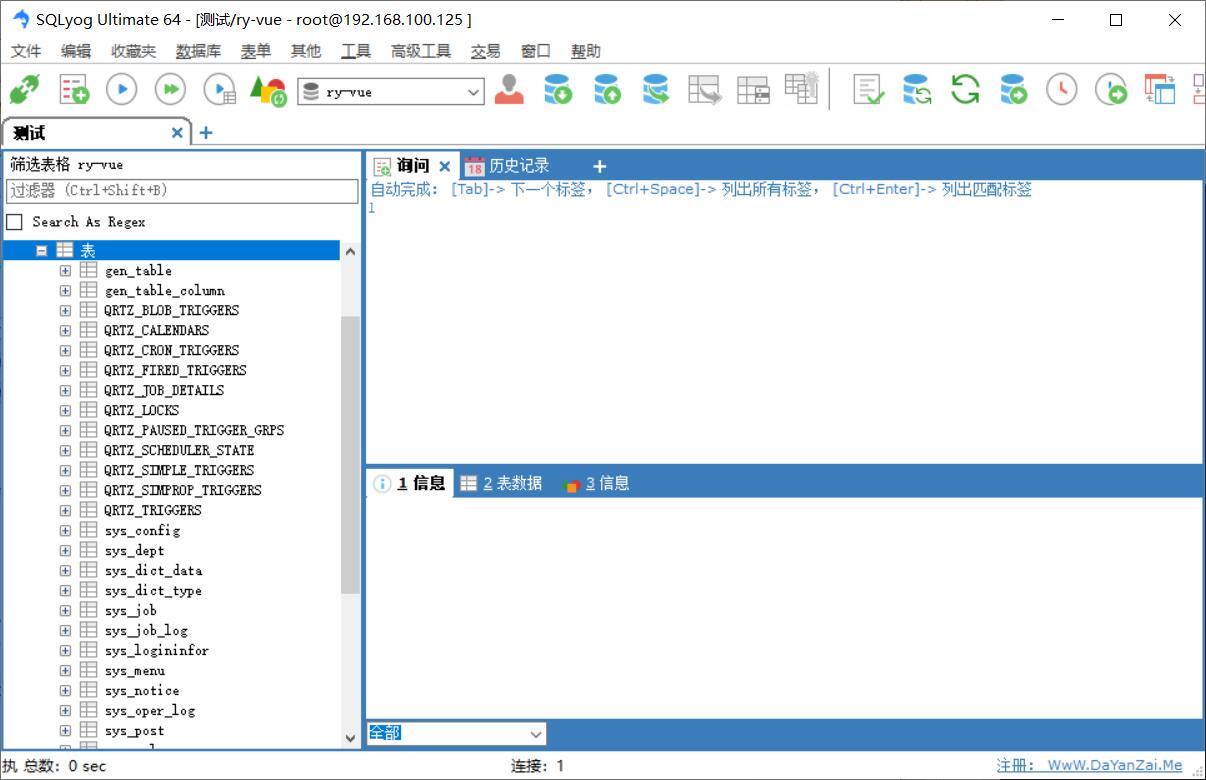 SQLyog Ultimate 64 - [测试/ry-vue - root@192.168.100.125 ]
文件 编辑 收藏夹 数据库 表单 其他 工具 高级工具 交易 窗口 帮助
ry-vue
测试
筛选表格 ry-vue
过滤器 (Ctrl+Shift+B)
Search As Regex
表
gen_table
gen_table_column
QRTZ_BLOB_TRIGGERS
QRTZ_CALENDARS
QRTZ_CRON_TRIGGERS
QRTZ_FIRED_TRIGGERS
QRTZ_JOB_DETAILS
QRTZ_LOCKS
QRTZ_PAUSED_TRIGGER_GRPS
QRTZ_SCHEDULER_STATE
QRTZ_SIMPLE_TRIGGERS
QRTZ_SIMPROP_TRIGGERS
QRTZ_TRIGGERS
sys_config
sys_dept
sys_dict_data
sys_dict_type
sys_job
sys_job_log
sys_logininfor
sys_menu
sys_notice
sys_oper_log
sys_post
询问 18 历史记录
自动完成: [Tab]-> 下一个标签, [Ctrl+Space]-> 列出所有标签, [Ctrl+Enter]-> 列出匹配标签
1
1 信息 2 表数据 3 信息
全部
执 总数: 0 sec 连接: 1 注册: WwW.DaYanZai.Me